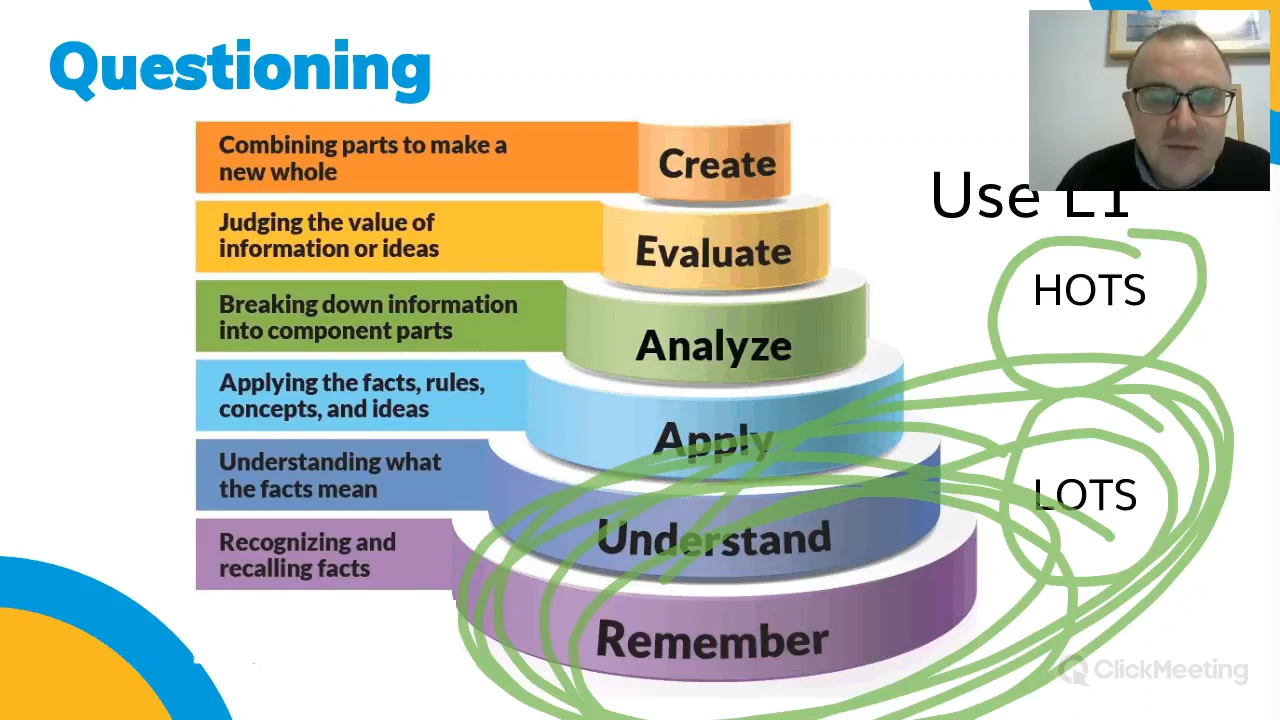 Questioning
Combining parts to make a
new whole
Create
Judging the value of
information or ideas
Evaluate
Breaking down information
into component parts
Analyze
Applying the facts, rules,
concepts, and ideas
Apply
Understanding what
the facts mean
Understand
Recognizing and
recalling facts
Remember
Use L1
HOTS
LOTS
ClickMeeting